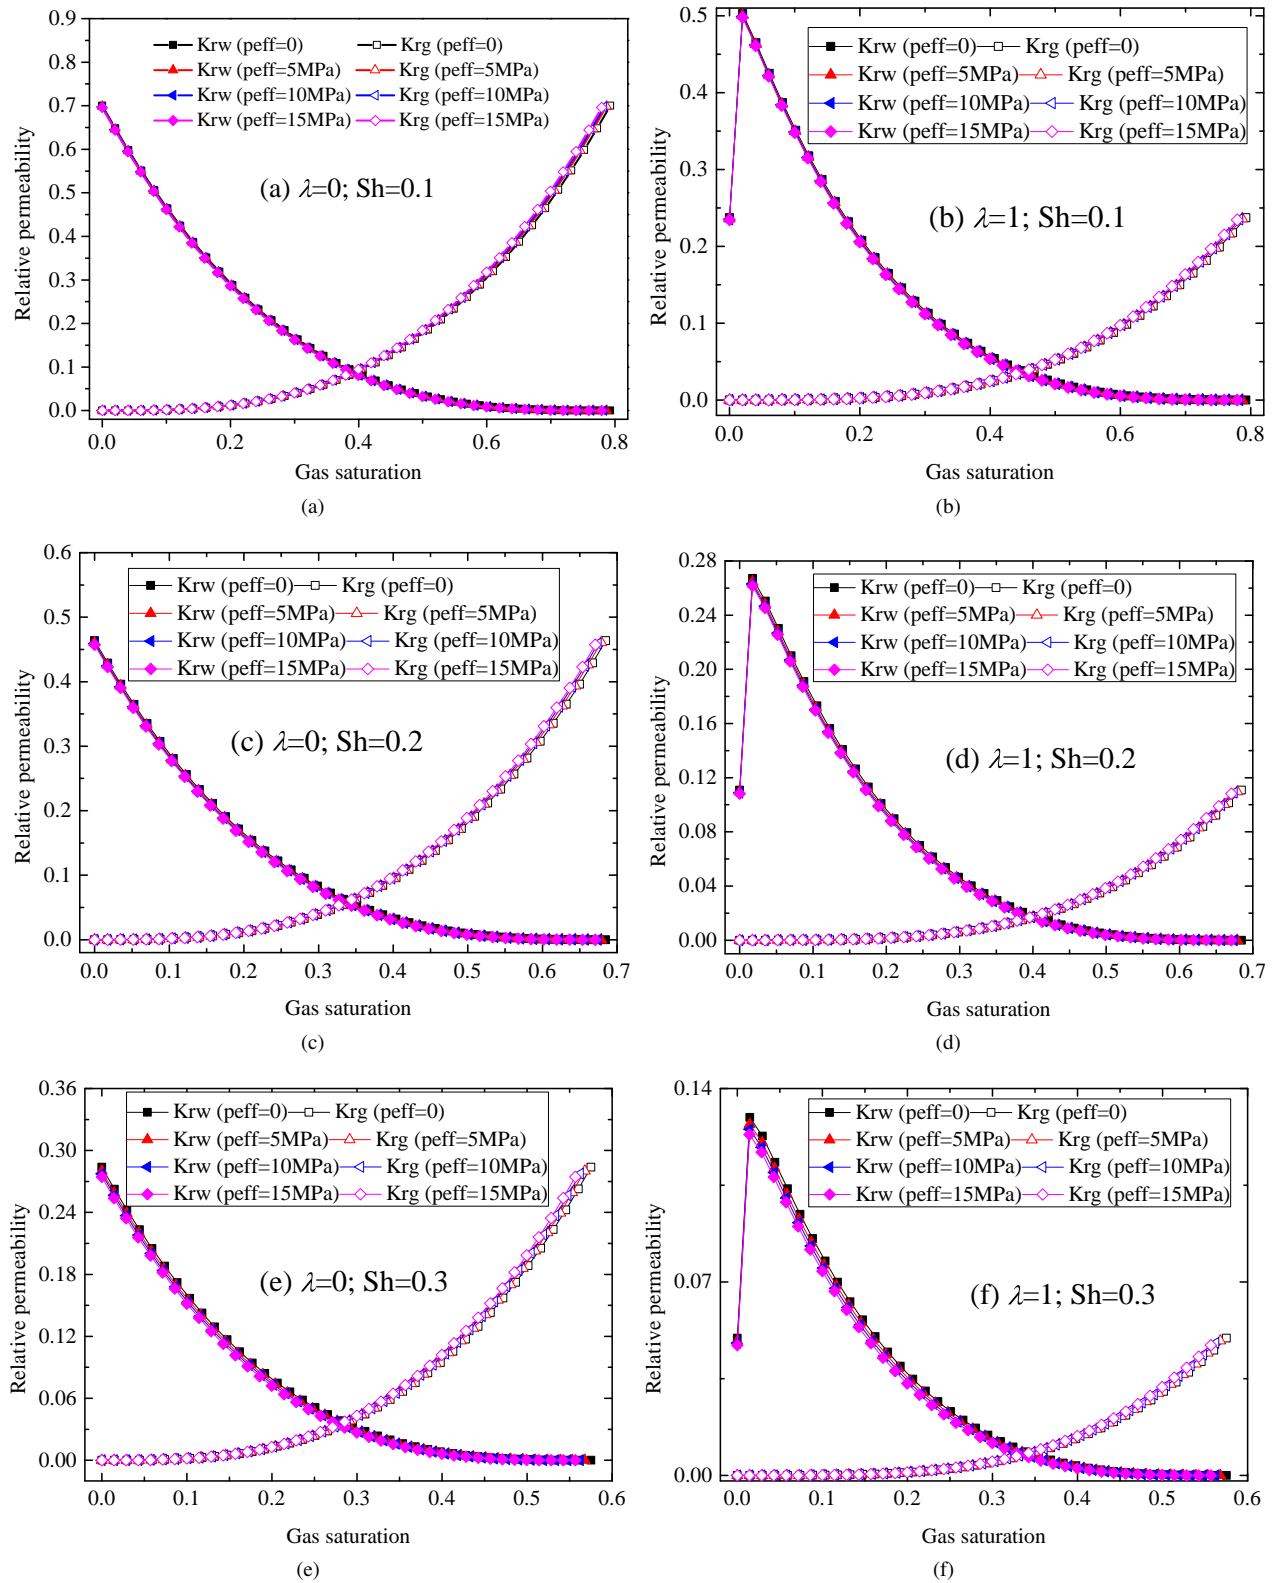 0.9
0.8
0.7
0.6
0.5
0.4
0.3
0.2
0.1
0.0
Relative permeability
Krw (peff=0) Krg (peff=0)
Krw (peff=5MPa) Krg (peff=5MPa)
Krw (peff=10MPa) Krg (peff=10MPa)
Krw (peff=15MPa) Krg (peff=15MPa)
(a) λ=0; Sh=0.1
0.0 0.2 0.4 0.6 0.8
Gas saturation
(a)
0.5
0.4
0.3
0.2
0.1
0.0
Relative permeability
Krw (peff=0) Krg (peff=0)
Krw (peff=5MPa) Krg (peff=5MPa)
Krw (peff=10MPa) Krg (peff=10MPa)
Krw (peff=15MPa) Krg (peff=15MPa)
(b) λ=1; Sh=0.1
0.0 0.2 0.4 0.6 0.8
Gas saturation
(b)
0.6
0.5
0.4
0.3
0.2
0.1
0.0
Relative permeability
Krw (peff=0) Krg (peff=0)
Krw (peff=5MPa) Krg (peff=5MPa)
Krw (peff=10MPa) Krg (peff=10MPa)
Krw (peff=15MPa) Krg (peff=15MPa)
(c) λ=0; Sh=0.2
0.0 0.1 0.2 0.3 0.4 0.5 0.6 0.7
Gas saturation
(c)
0.28
0.24
0.20
0.16
0.12
0.08
0.04
0.00
Relative permeability
Krw (peff=0) Krg (peff=0)
Krw (peff=5MPa) Krg (peff=5MPa)
Krw (peff=10MPa) Krg (peff=10MPa)
Krw (peff=15MPa) Krg (peff=15MPa)
(d) λ=1; Sh=0.2
0.0 0.1 0.2 0.3 0.4 0.5 0.6 0.7
Gas saturation
(d)
0.36
0.30
0.24
0.18
0.12
0.06
0.00
Relative permeability
Krw (peff=0) Krg (peff=0)
Krw (peff=5MPa) Krg (peff=5MPa)
Krw (peff=10MPa) Krg (peff=10MPa)
Krw (peff=15MPa) Krg (peff=15MPa)
(e) λ=0; Sh=0.3
0.0 0.1 0.2 0.3 0.4 0.5 0.6
Gas saturation
(e)
0.14
0.07
0.00
Relative permeability
Krw (peff=0) Krg (peff=0)
Krw (peff=5MPa) Krg (peff=5MPa)
Krw (peff=10MPa) Krg (peff=10MPa)
Krw (peff=15MPa) Krg (peff=15MPa)
(f) λ=1; Sh=0.3
0.0 0.1 0.2 0.3 0.4 0.5 0.6
Gas saturation
(f)